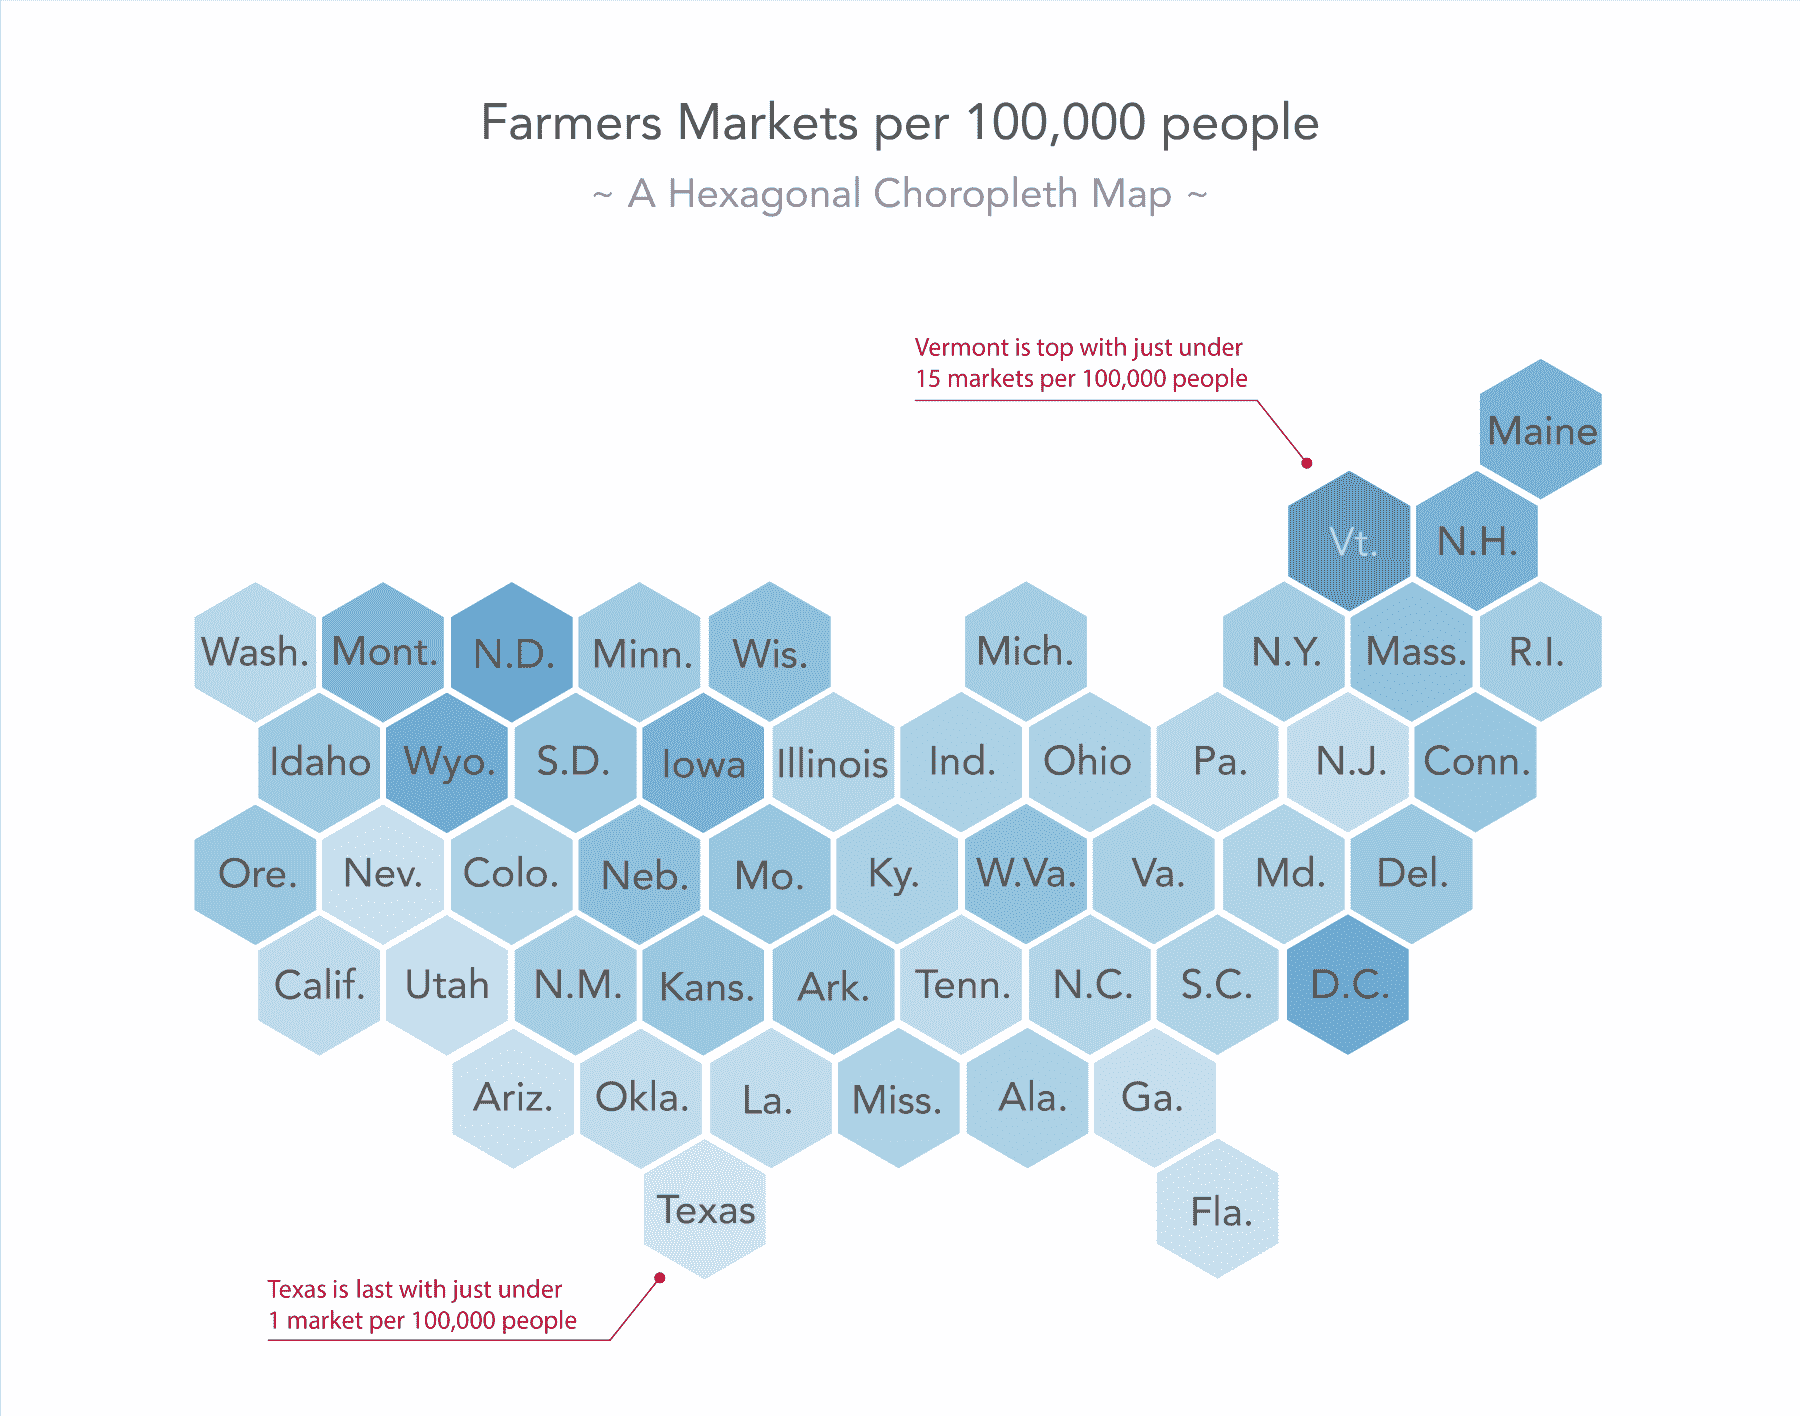 Farmers Markets per 100,000 people
~ A Hexagonal Choropleth Map ~
Vermont is top with just under
15 markets per 100,000 people
Maine
Vt. N.H.
Wash. Mont. N.D. Minn. Wis. Mich. N.Y. Mass. R.I.
Idaho Wyo. S.D. Iowa Illinois Ind. Ohio Pa. N.J. Conn.
Ore. Nev. Colo. Neb. Mo. Ky. W.Va. Va. Md. Del.
Calif. Utah N.M. Kans. Ark. Tenn. N.C. S.C. D.C.
Ariz. Okla. La. Miss. Ala. Ga.
Texas Fla.
Texas is last with just under
1 market per 100,000 people